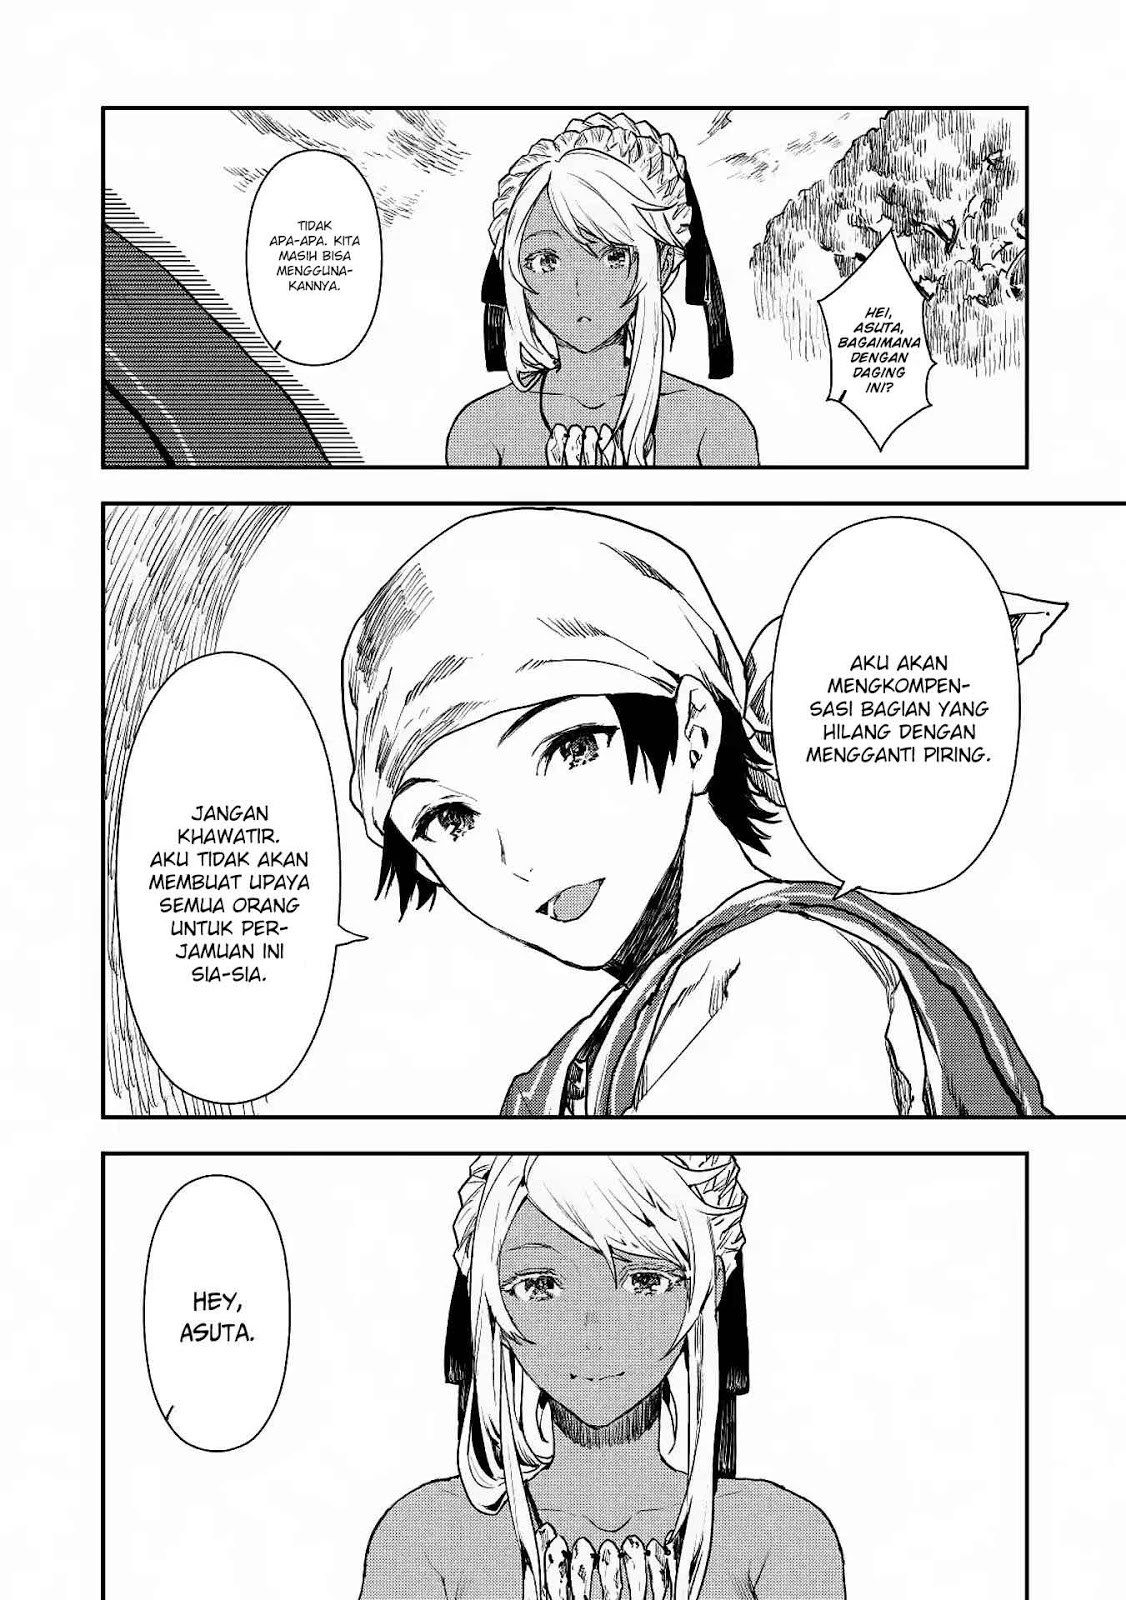 HEI,
ASUTA,
BAGAIMANA
DENGAN
DAGING
INI?
TIDAK
APA-APA. KITA
MASIH BISA
MENGGUNA-
KANNYA.
AKU AKAN
MENGKOMPEN-
SASI BAGIAN YANG
HILANG DENGAN
MENGGANTI PIRING.
JANGAN
KHAWATIR.
AKU TIDAK AKAN
MEMBUAT UPAYA
SEMUA ORANG
UNTUK PER-
JAMUAN INI
SIA-SIA.
HEY,
ASUTA.